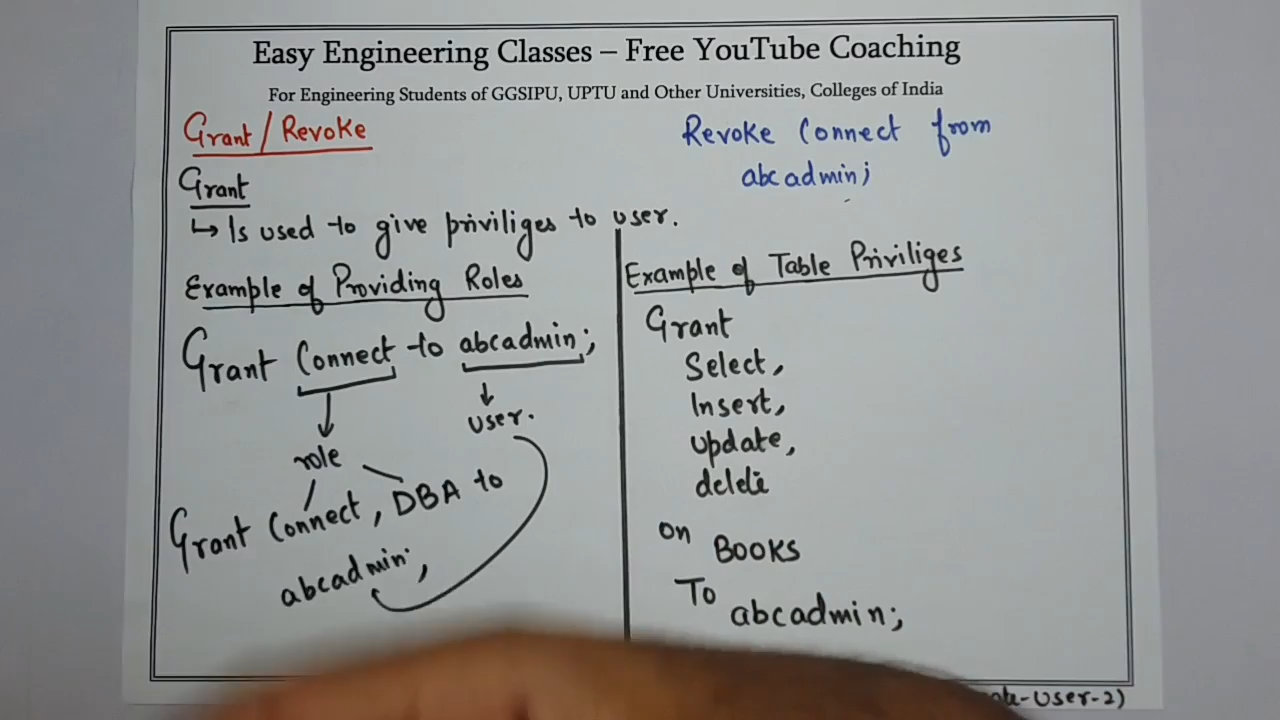 Easy Engineering Classes – Free YouTube Coaching
For Engineering Students of GGSIPU, UPTU and Other Universities, Colleges of India
Grant/Revoke
Grant
↳ Is used to give priviliges to user.
Example of Providing Roles
Grant Connect to abcadmin;
role
user.
Grant Connect, DBA to
abcadmin;
Revoke Connect from
abcadmin;
Example of Table Priviliges
Grant
Select,
Insert,
update,
delete
on
BOOKS
To
abcadmin;
-User-2)